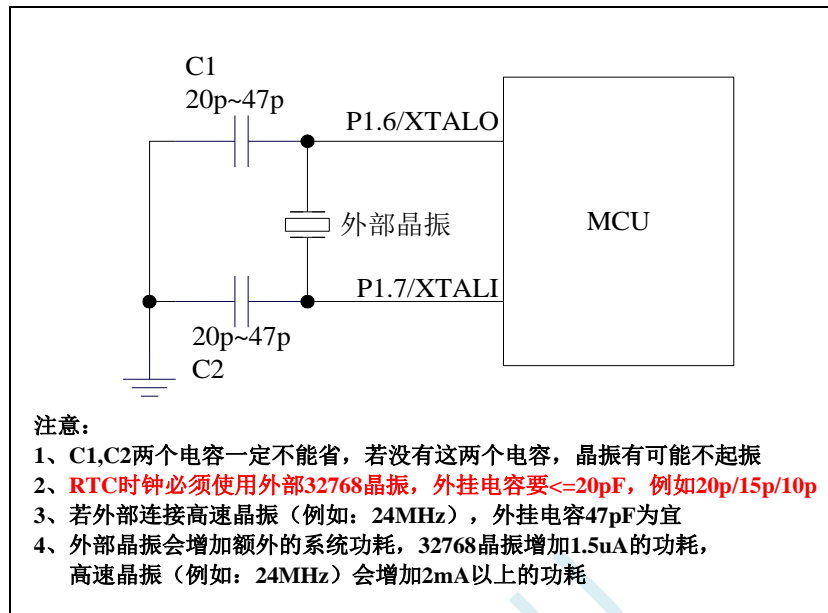 C1
20p~47p
P1.6/XTALO
外部晶振
MCU
P1.7/XTALI
20p~47p
C2
注意：
1、C1,C2两个电容一定不能省，若没有这两个电容，晶振有可能不起振
2、RTC时钟必须使用外部32768晶振，外挂电容要<=20pF，例如20p/15p/10p
3、若外部连接高速晶振（例如：24MHz），外挂电容47pF为宜
4、外部晶振会增加额外的系统功耗，32768晶振增加1.5uA的功耗，
高速晶振（例如：24MHz）会增加2mA以上的功耗